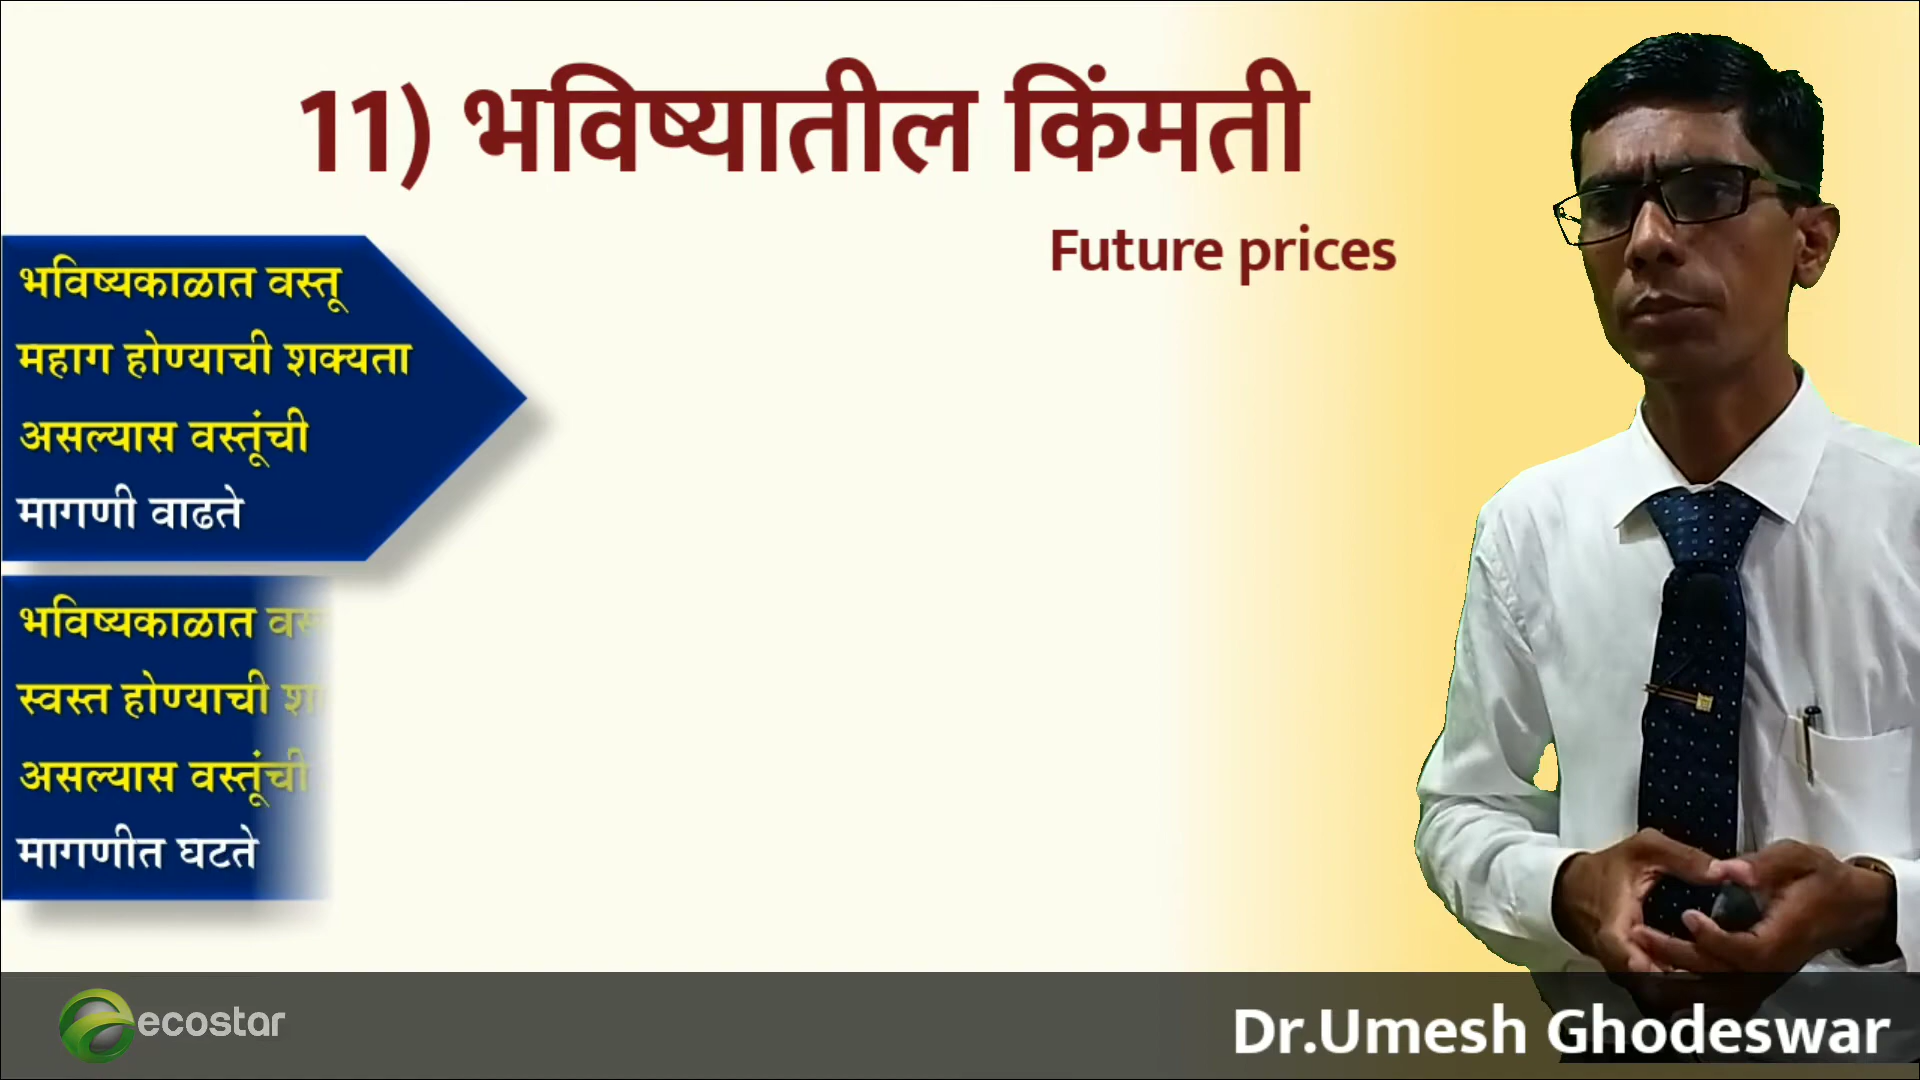 11) भविष्यातील किंमती
Future prices
भविष्यकाळात वस्तू
महाग होण्याची शक्यता
असल्यास वस्तूंची
मागणी वाढते
भविष्यकाळात
स्वस्त होण्याची
असल्यास वस्तूंची
मागणीत घटते
ecostar
Dr.Umesh Ghodeswar